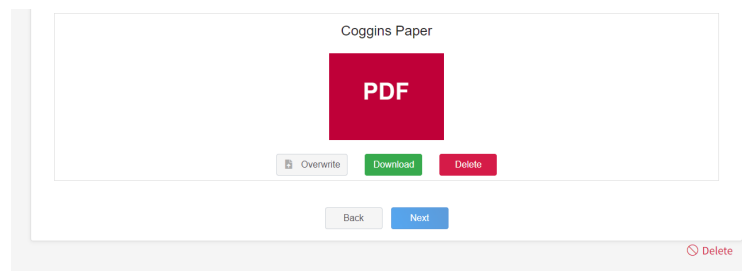 Coggins Paper
PDF
Overwrite Download Delete
Back Next
Delete